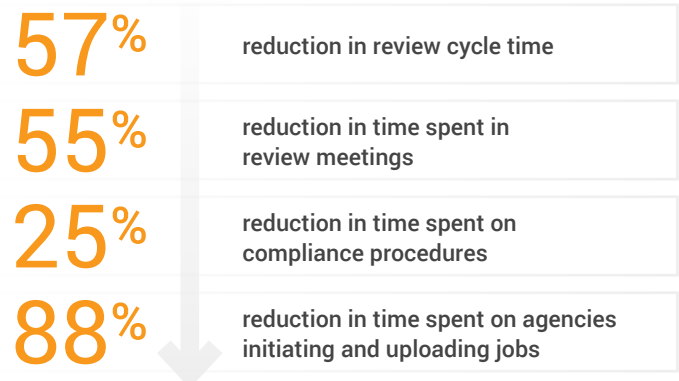 57%
reduction in review cycle time
55%
reduction in time spent in
review meetings
25%
reduction in time spent on
compliance procedures
88%
reduction in time spent on agencies
initiating and uploading jobs